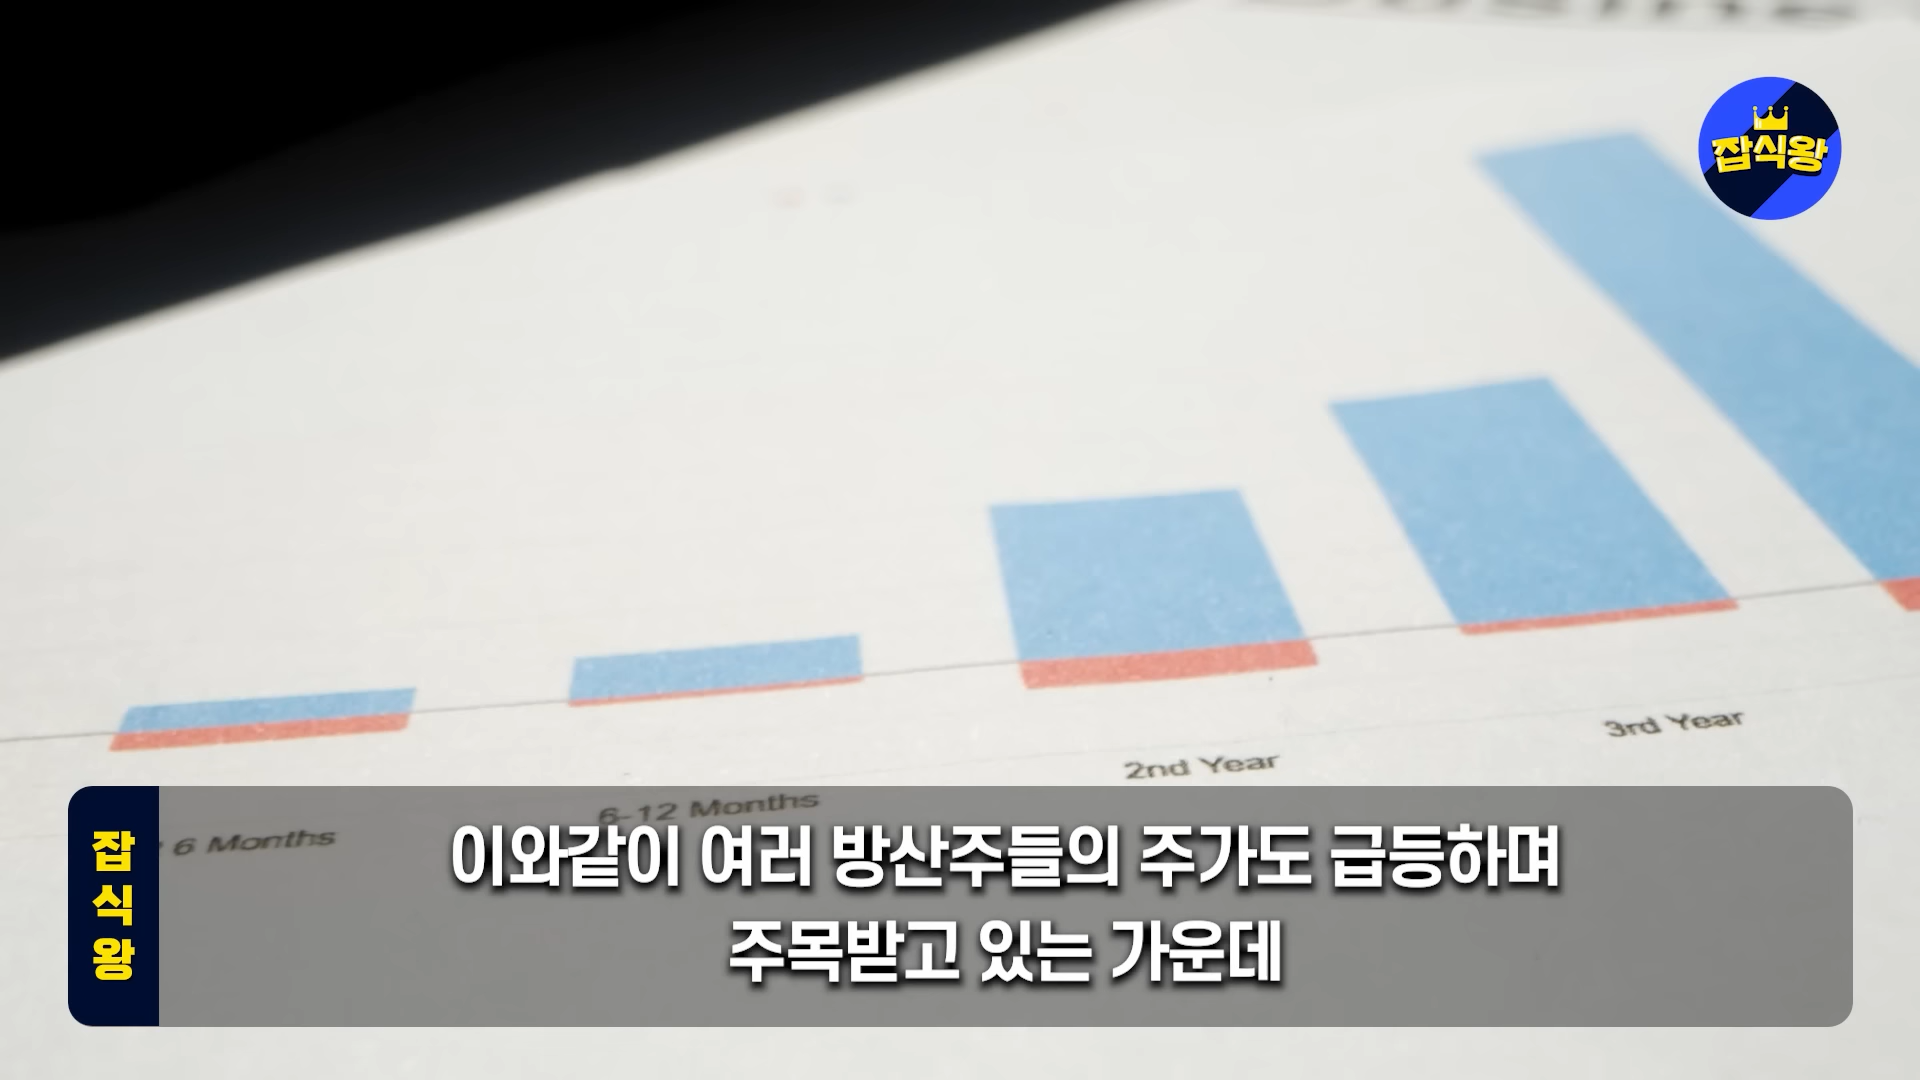 잡식왕
3rd Year
2nd Year
6-12 Months
6 Months
잡식왕
이와같이 여러 방산주들의 주가도 급등하며
주목받고 있는 가운데